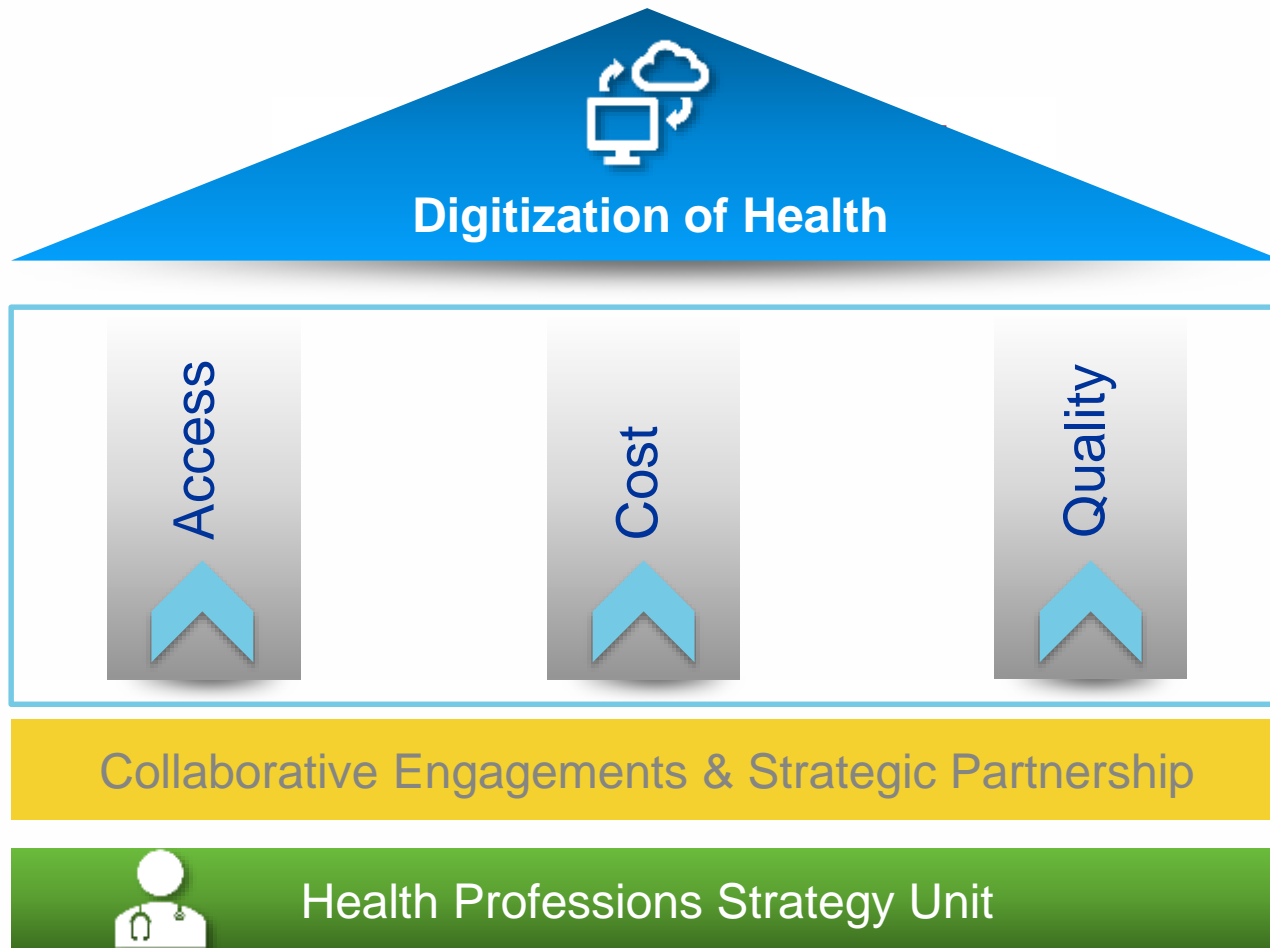 Digitization of Health
Access
Cost
Quality
Collaborative Engagements & Strategic Partnership
Health Professions Strategy Unit